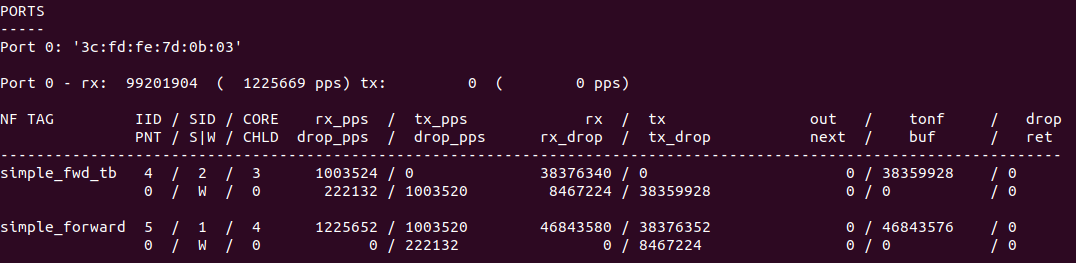 PORTS
-----
Port 0: '3c:fd:fe:7d:0b:03'

Port 0 - rx:  99201904  (  1225669 pps) tx:         0  (        0 pps)

NF TAG         IID / SID / CORE    rx_pps  /  tx_pps             rx  /  tx                out   /    tonf     /   drop
               PNT / S|W / CHLD  drop_pps  /  drop_pps      rx_drop  /  tx_drop           next  /    buf      /   ret
----------------------------------------------------------------------------------------------------------------------
simple_fwd_tb   4  /  2  /  3      1003524 / 0              38376340 / 0                      0 / 38359928    / 0
                0  /  W  /  0       222132 / 1003520         8467224 / 38359928               0 / 0           / 0

simple_forward  5  /  1  /  4      1225652 / 1003520        46843580 / 38376352               0 / 46843576    / 0
                0  /  W  /  0            0 / 222132                0 / 8467224                0 / 0           / 0